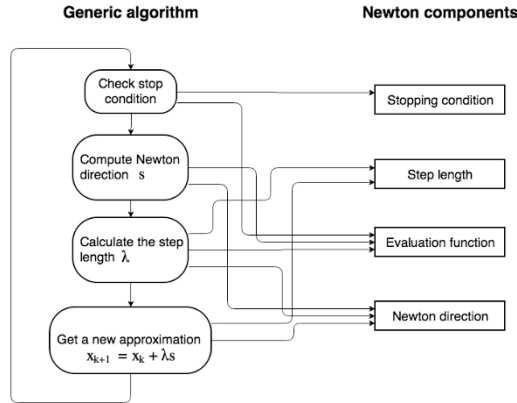 Generic algorithm
Newton components
Check stop
condition
Stopping condition
Compute Newton
direction s
Step length
Calculate the step
length λ
Evaluation function
Newton direction
Get a new approximation
xₖ₊₁ = xₖ + λs